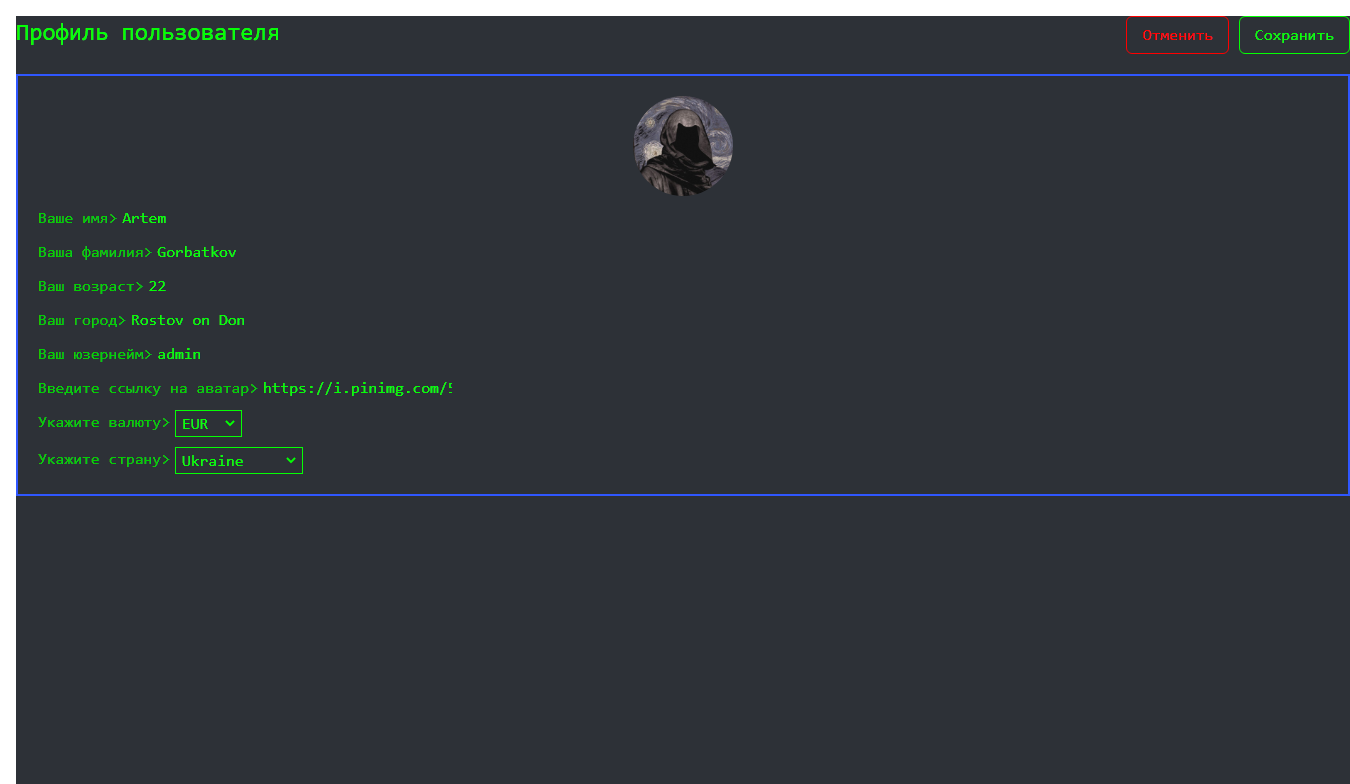 Профиль пользователя
Отменить
Сохранить
Ваше имя> Artem
Ваша фамилия> Gorbatkov
Ваш возраст> 22
Ваш город> Rostov on Don
Ваш юзернейм> admin
Введите ссылку на аватар> https://i.pinimg.com/
Укажите валюту> EUR
Укажите страну> Ukraine